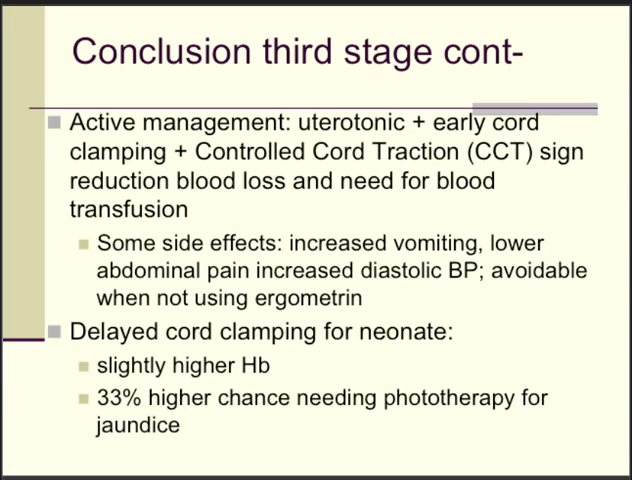 Conclusion third stage cont-
Active management: uterotonic + early cord
clamping + Controlled Cord Traction (CCT) sign
reduction blood loss and need for blood
transfusion
Some side effects: increased vomiting, lower
abdominal pain increased diastolic BP; avoidable
when not using ergometrin
Delayed cord clamping for neonate:
slightly higher Hb
33% higher chance needing phototherapy for
jaundice